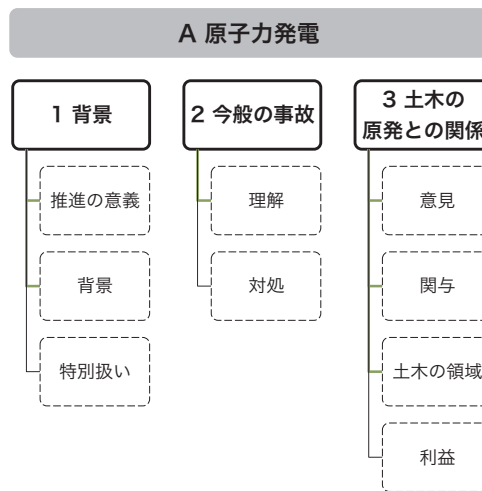 A 原子力発電
1 背景
推進の意義
背景
特別扱い
2 今般の事故
理解
対処
3 土木の
原発との関係
意見
関与
土木の領域
利益